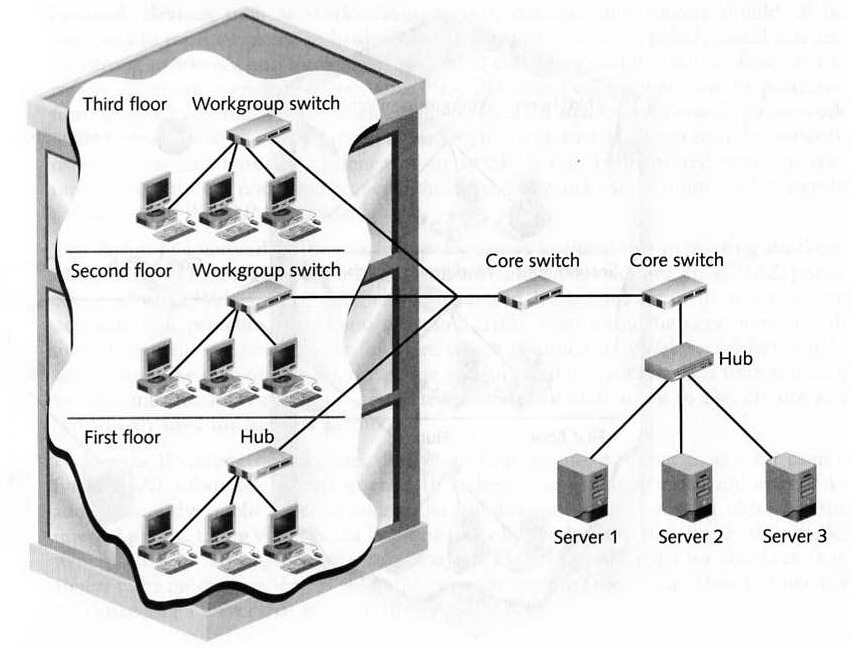 Third floor
Workgroup switch
Second floor
Workgroup switch
Core switch
Core switch
Hub
First floor
Hub
Server 1
Server 2
Server 3